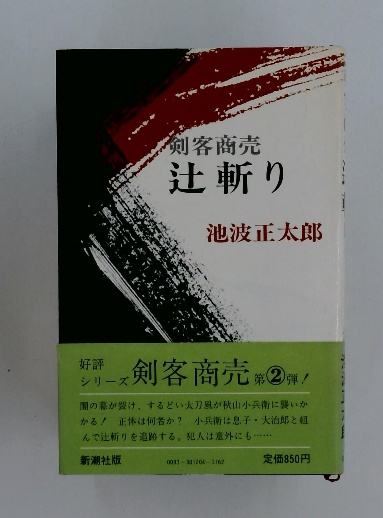 剣客商売
辻斬り
池波正太郎
好評
シリーズ 剣客商売 第②弾!
闇の幕が裂け、するどい太刀風が秋山小兵衛に襲いか
かる! 正体は何者か? 小兵衛は息子・大治郎と組
んで辻斬りを追跡する。犯人は意外にも……
新潮社版
定価850円